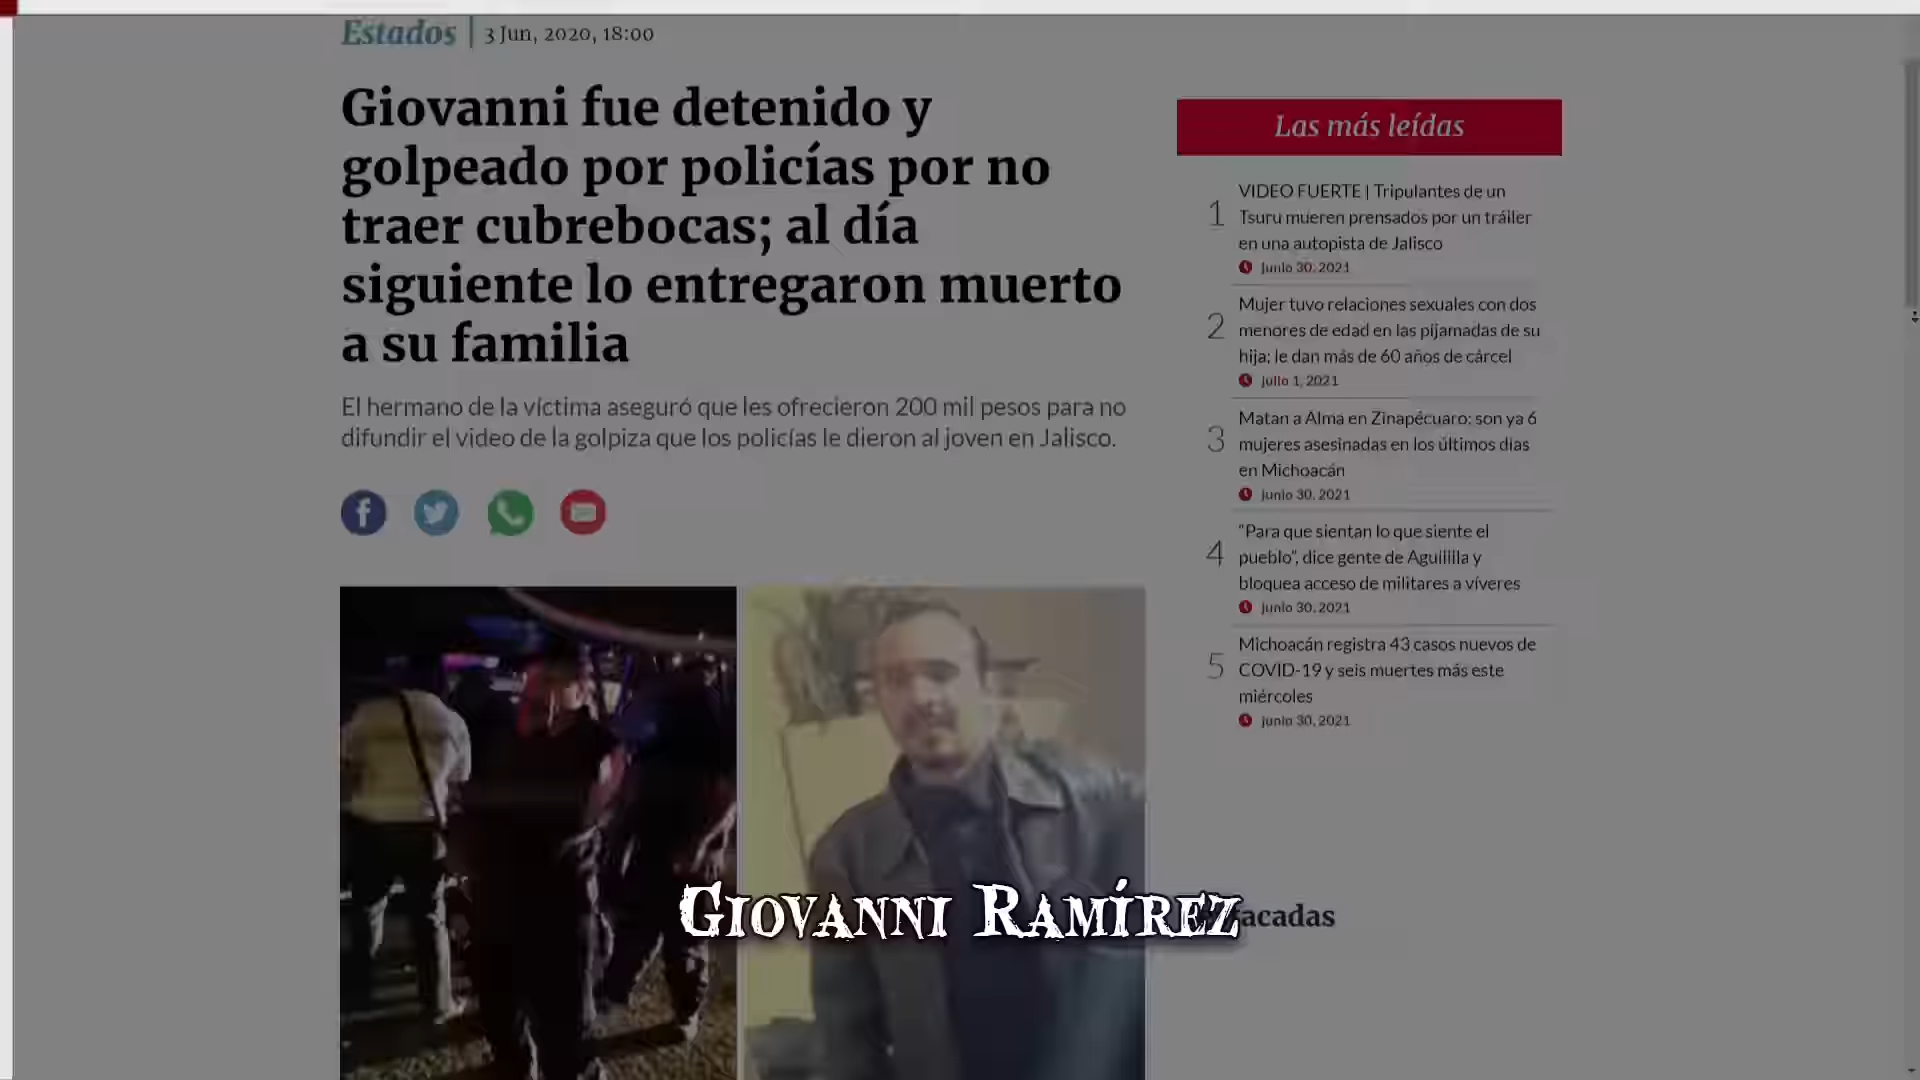 Estados | 3 Jun, 2020, 18:00
Giovanni fue detenido y
golpeado por policías por no
traer cubrebocas; al día
siguiente lo entregaron muerto
a su familia
El hermano de la víctima aseguró que les ofrecieron 200 mil pesos para no
difundir el video de la golpiza que los policías le dieron al joven en Jalisco.
Las más leídas
1
VIDEO FUERTE | Tripulantes de un
Tsuru mueren prensados por un tráiler
en una autopista de Jalisco
junio 30, 2021
2
Mujer tuvo relaciones sexuales con dos
menores de edad en las pijamadas de su
hija; le dan más de 60 años de cárcel
julio 1, 2021
3
Matan a Alma en Zinapécuaro: son ya 6
mujeres asesinadas en los últimos días
en Michoacán
junio 30, 2021
4
“Para que sientan lo que siente el
pueblo”, dice gente de Aguililla y
bloquea acceso de militares a víveres
junio 30, 2021
5
Michoacán registra 43 casos nuevos de
COVID-19 y seis muertes más este
miércoles
junio 30, 2021
Giovanni Ramírez